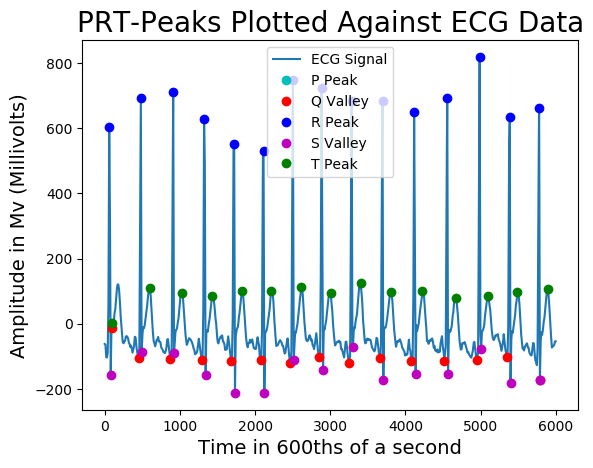 PRT-Peaks Plotted Against ECG Data
Amplitude in Mv (Millivolts)
800
600
400
200
0
−200
ECG Signal
P Peak
Q Valley
R Peak
S Valley
T Peak
0 1000 2000 3000 4000 5000 6000
Time in 600ths of a second